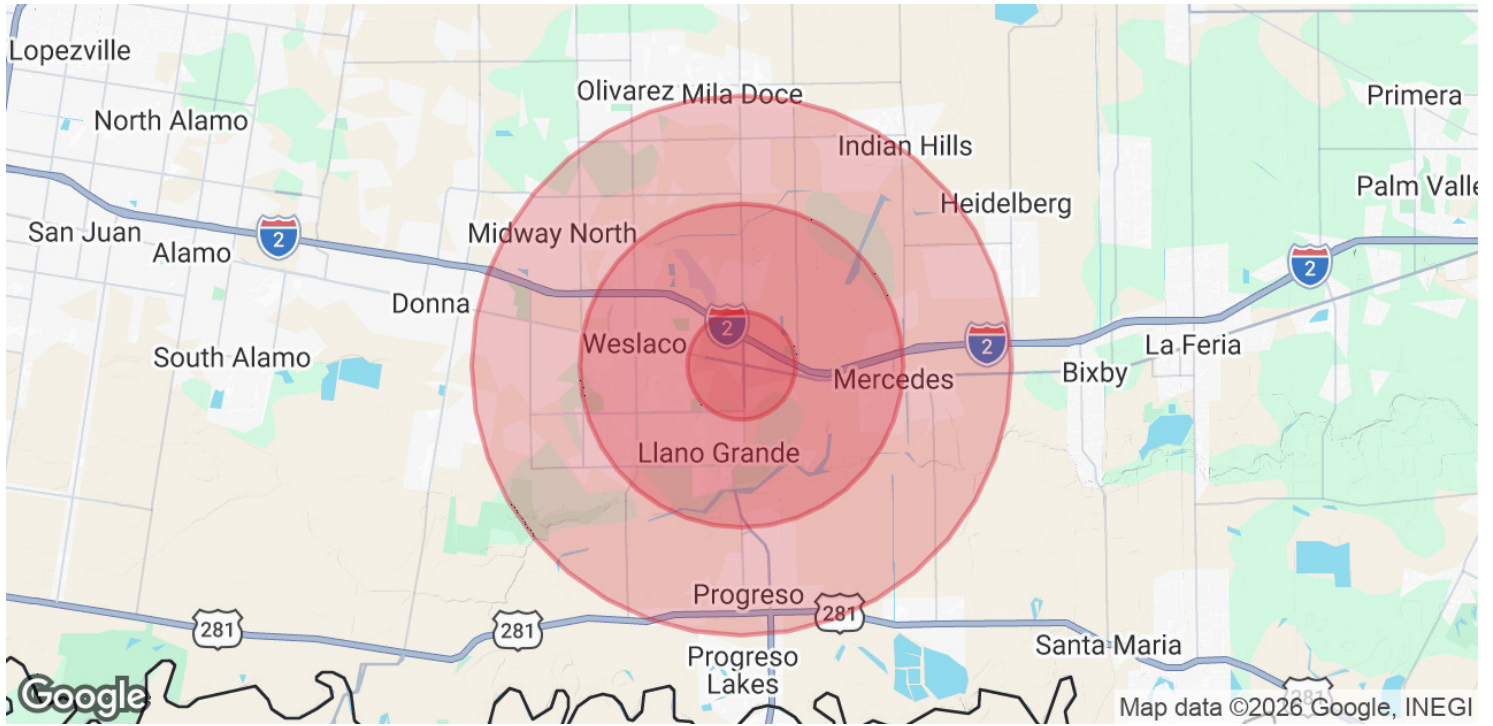 Lopezville
Olivarez Mila Doce
Primera
North Alamo
Indian Hills
Palm Valle
Heidelberg
San Juan
2
Midway North
Alamo
2
Donna
2
Weslaco
2
La Feria
South Alamo
Mercedes
Bixby
Llano Grande
Progreso
281
281
281
Santa Maria
Progreso
Lakes
281
Google
Map data ©2026 Google, INEGI